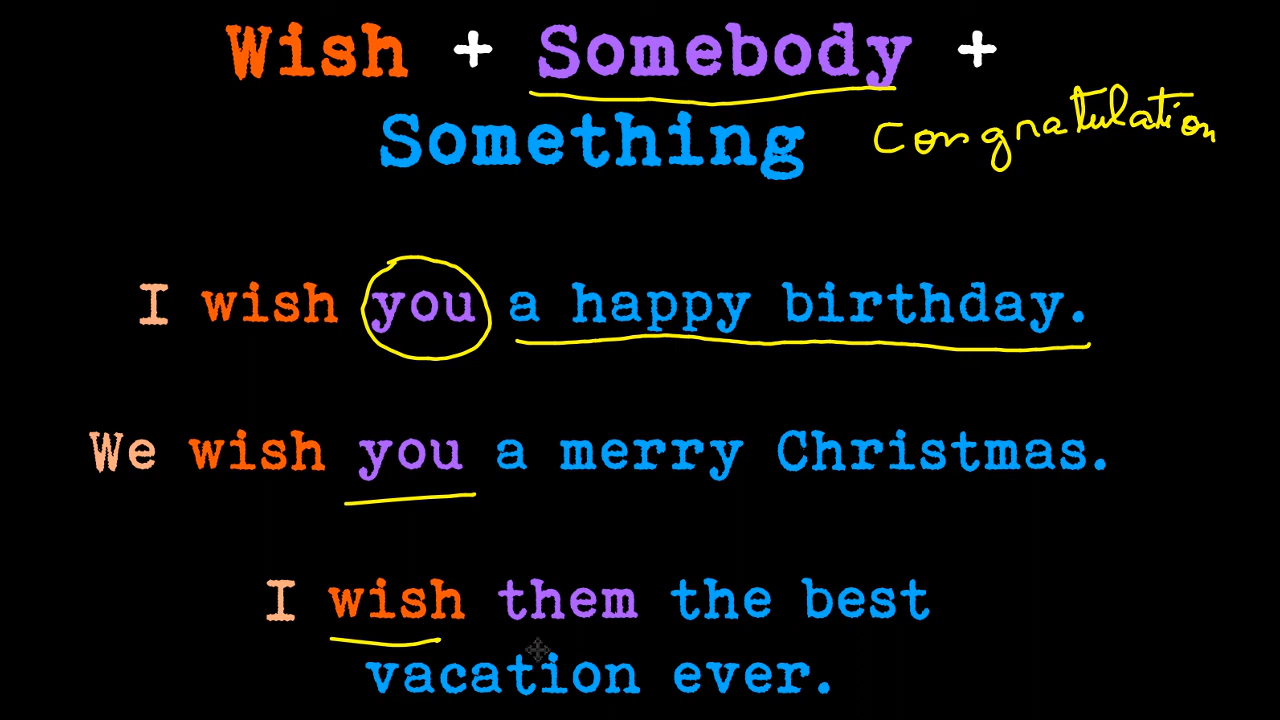 Wish + Somebody +
Something
Congratulation
I wish you a happy birthday.
We wish you a merry Christmas.
I wish them the best
vacation ever.